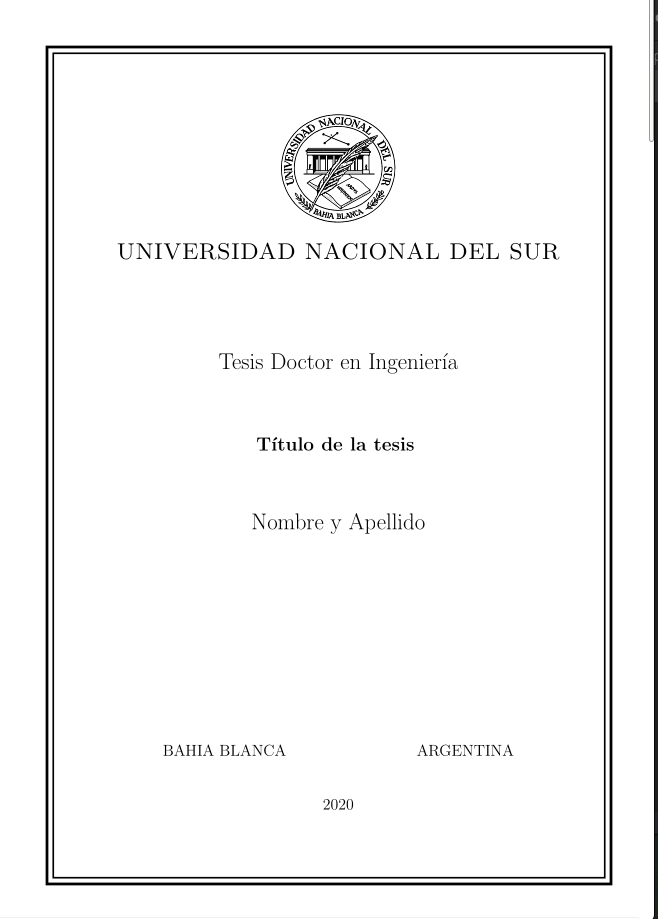 UNIVERSIDAD NACIONAL DEL SUR
BAHIA BLANCA
UNIVERSIDAD NACIONAL DEL SUR
Tesis Doctor en Ingeniería
Título de la tesis
Nombre y Apellido
BAHIA BLANCA ARGENTINA
2020